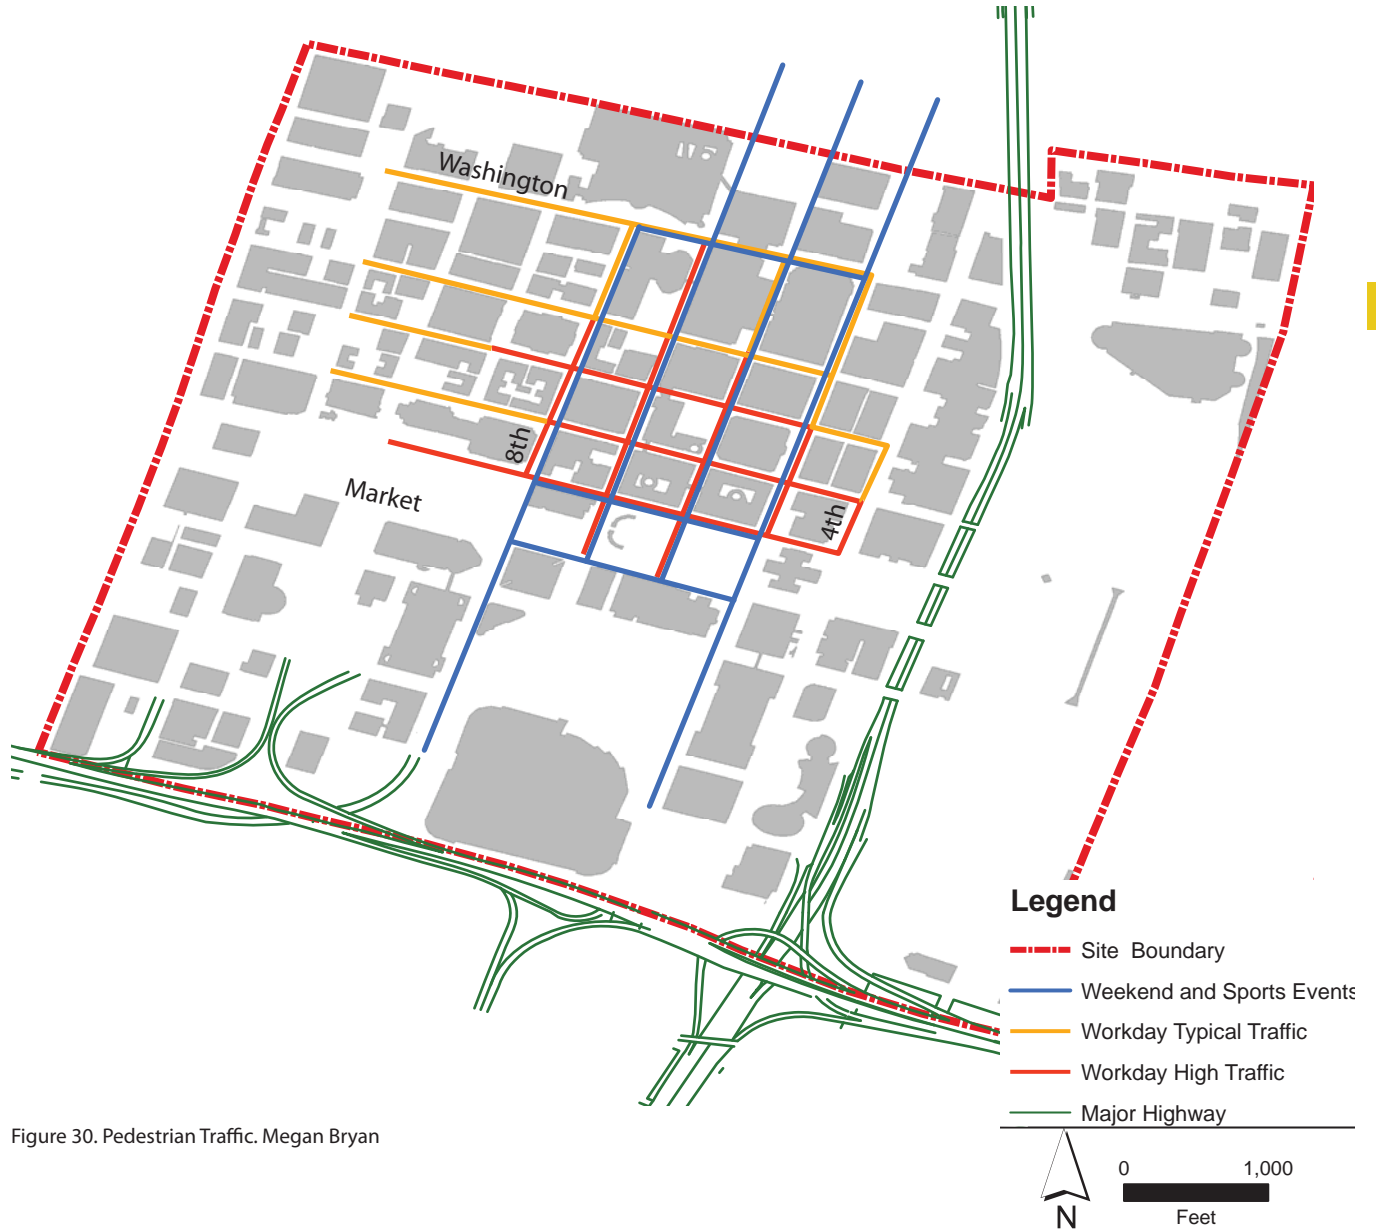 Washington
8th
Market
4th
Legend
Site Boundary
Weekend and Sports Events
Workday Typical Traffic
Workday High Traffic
Major Highway
Figure 30. Pedestrian Traffic. Megan Bryan
0 1,000
Feet
N